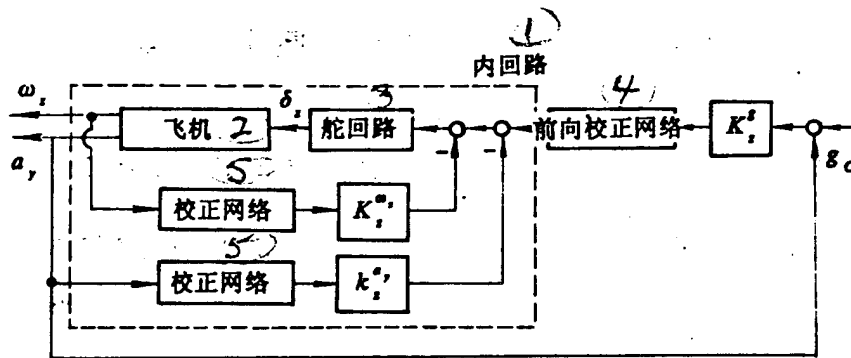 1
内回路
ω_z
δ_z
3
4
飞机 2
舵回路
前向校正网络
K_z^g
a_y
g_c
5
校正网络
K_z^{ω_z}
5
校正网络
k_z^{a_y}